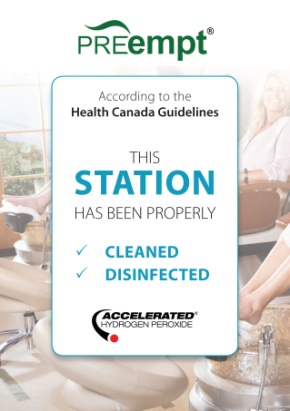 PREempt®
According to the
Health Canada Guidelines
THIS
STATION
HAS BEEN PROPERLY
✓ CLEANED
✓ DISINFECTED
ACCELERATED®
HYDROGEN PEROXIDE